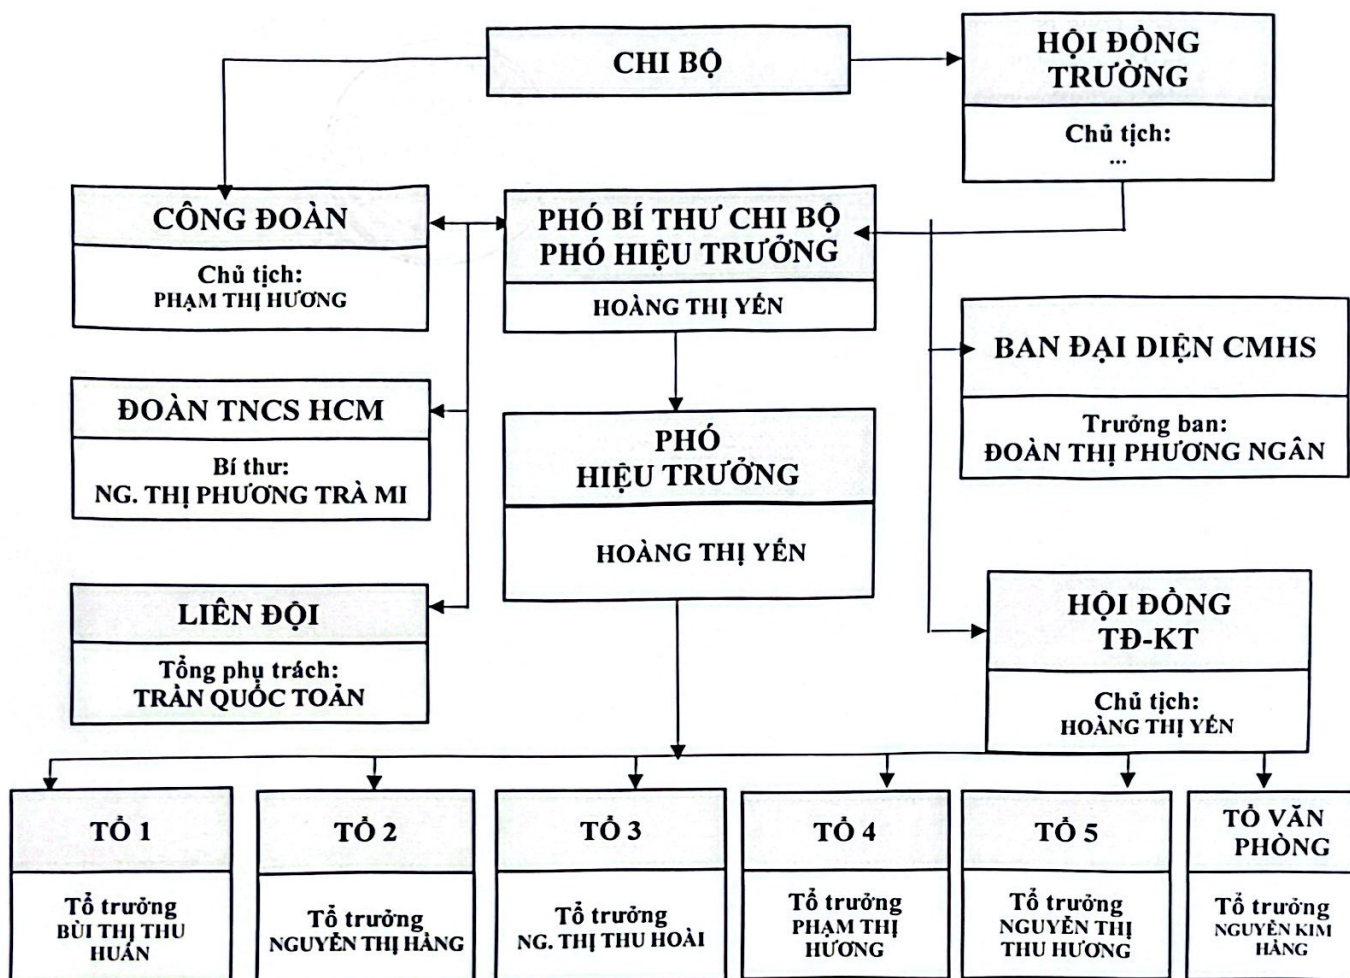 CHI BỘ
HỘI ĐỒNG
TRƯỜNG
Chủ tịch:
...
CÔNG ĐOÀN
Chủ tịch:
PHẠM THỊ HƯƠNG
PHÓ BÍ THƯ CHI BỘ
PHÓ HIỆU TRƯỞNG
HOÀNG THỊ YẾN
BAN ĐẠI DIỆN CMHS
Trưởng ban:
ĐOÀN THỊ PHƯƠNG NGÂN
ĐOÀN TNCS HCM
Bí thư:
NG. THỊ PHƯƠNG TRÀ MI
PHÓ
HIỆU TRƯỞNG
HOÀNG THỊ YẾN
LIÊN ĐỘI
Tổng phụ trách:
TRẦN QUỐC TOẢN
HỘI ĐỒNG
TĐ-KT
Chủ tịch:
HOÀNG THỊ YẾN
TỔ 1
Tổ trưởng
BÙI THỊ THU
HUẤN
TỔ 2
Tổ trưởng
NGUYỄN THỊ HẰNG
TỔ 3
Tổ trưởng
NG. THỊ THU HOÀI
TỔ 4
Tổ trưởng
PHẠM THỊ
HƯƠNG
TỔ 5
Tổ trưởng
NGUYỄN THỊ
THU HƯƠNG
TỔ VĂN
PHÒNG
Tổ trưởng
NGUYỄN KIM
HẰNG